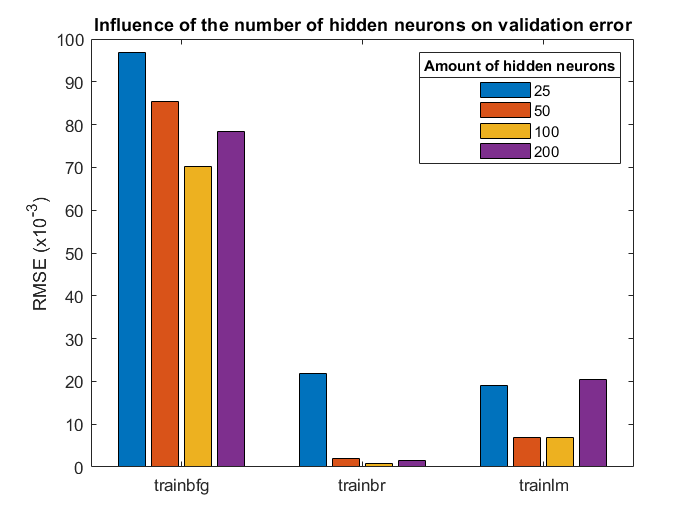 Influence of the number of hidden neurons on validation error
100
90
80
70
60
50
40
30
20
10
0
RMSE (x10⁻³)
Amount of hidden neurons
25
50
100
200
trainbfg
trainbr
trainlm